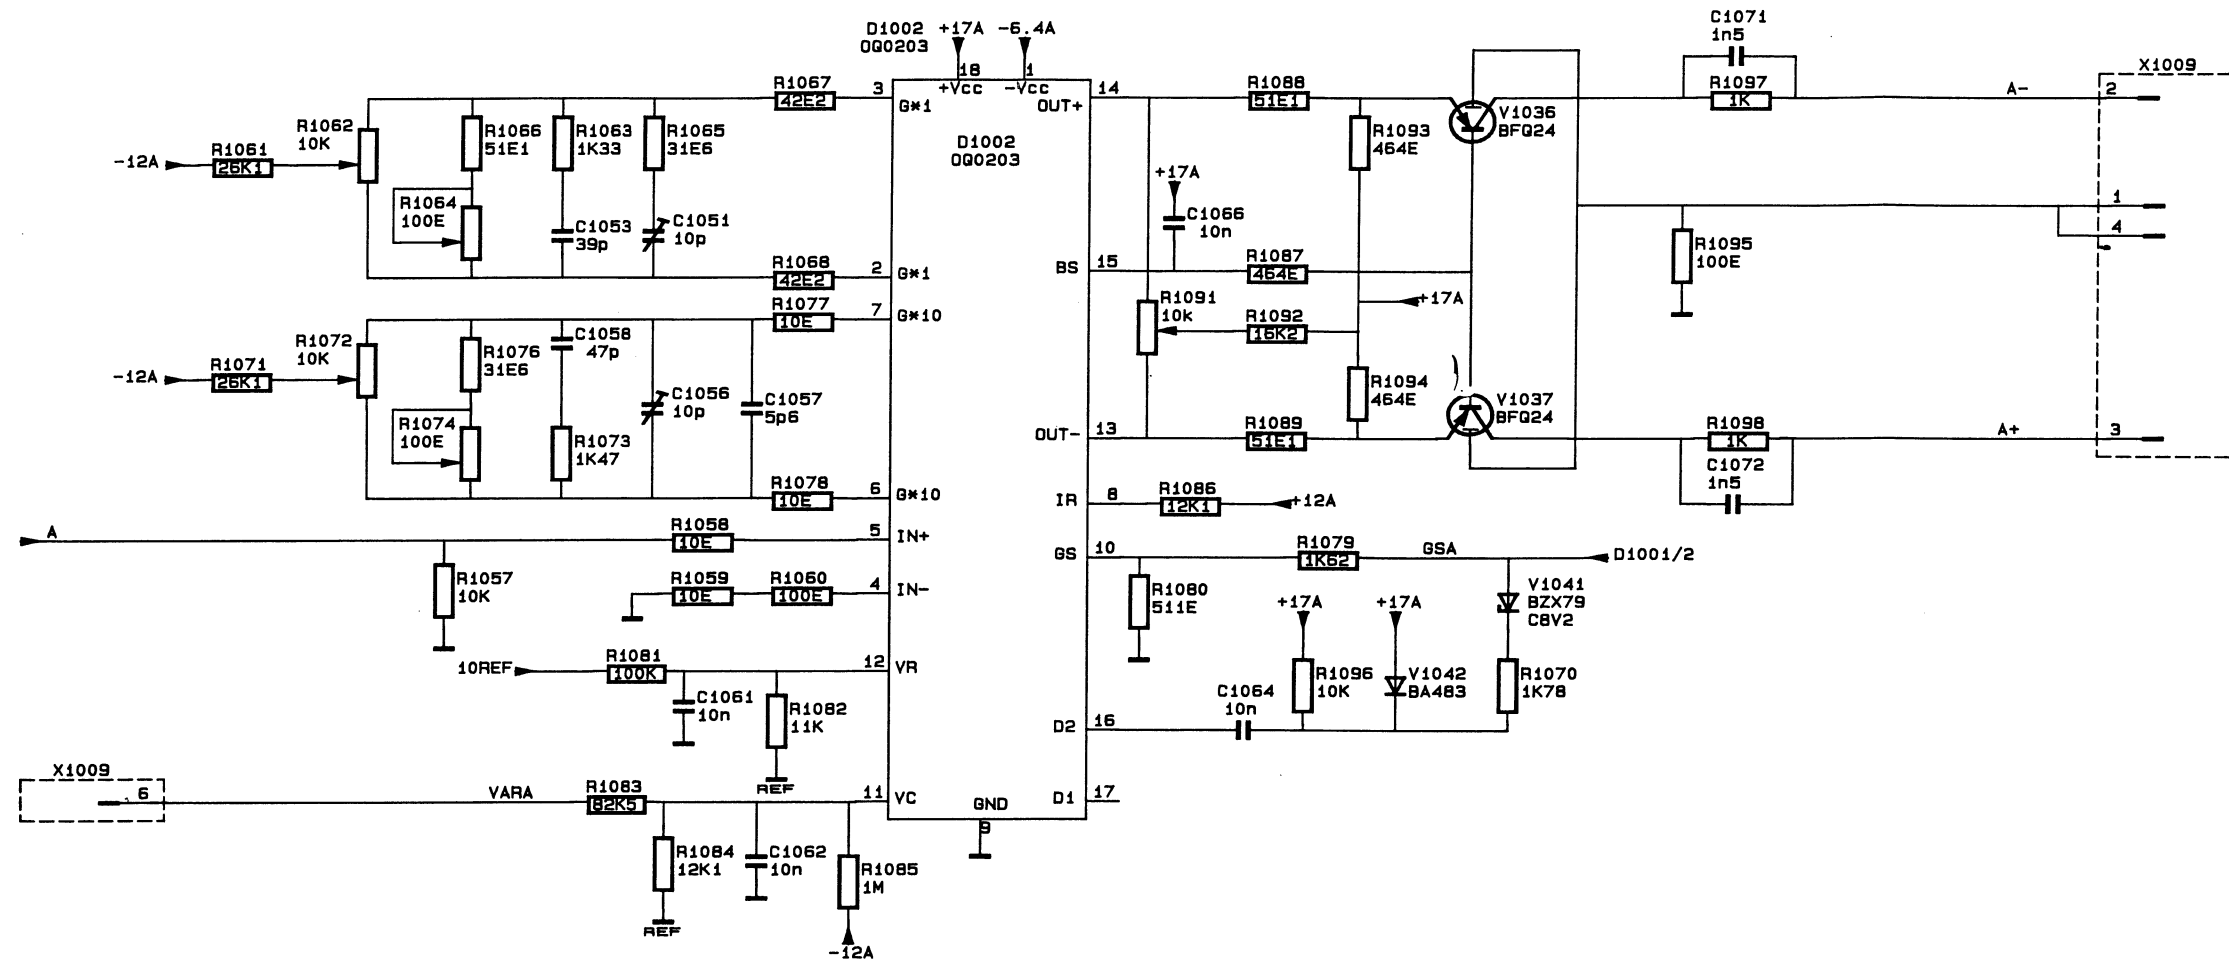 C1071
1n5
D1002 +17A -6.4A
OQ0203
X1009
18 1
+Vcc -Vcc
R1067
42E2
3
G*1
14
OUT+
R1088
51E1
R1097
1K
A-
2
R1062
10K
R1066
51E1
R1063
1K33
R1065
31E6
D1002
OQ0203
R1093
464E
V1036
BFQ24
-12A
R1061
26K1
+17A
R1064
100E
C1053
39p
C1051
10p
C1066
10n
1
4
R1095
100E
R1068
42E2
2
G*1
BS
15
R1087
464E
R1077
10E
7
G*10
R1091
10k
+17A
R1092
16K2
R1072
10K
R1076
31E6
C1058
47p
-12A
R1071
26K1
C1056
10p
C1057
5p6
R1094
464E
V1037
BFQ24
R1074
100E
R1073
1K47
OUT-
13
R1089
51E1
R1098
1K
A+
3
C1072
1n5
R1078
10E
6
G*10
IR
8
R1086
12K1
+12A
A
R1058
10E
5
IN+
GS
10
R1079
1K62
GSA
D1001/2
R1057
10K
R1059
10E
R1060
100E
4
IN-
R1080
511E
+17A
+17A
V1041
BZX79
C8V2
10REF
R1081
100K
12
VR
C1061
10n
R1082
11K
REF
C1064
10n
R1096
10K
V1042
BA483
R1070
1K78
D2
16
X1009
6
VARA
R1083
82K5
11
VC
GND
9
D1
17
R1084
12K1
REF
C1062
10n
R1085
1M
-12A